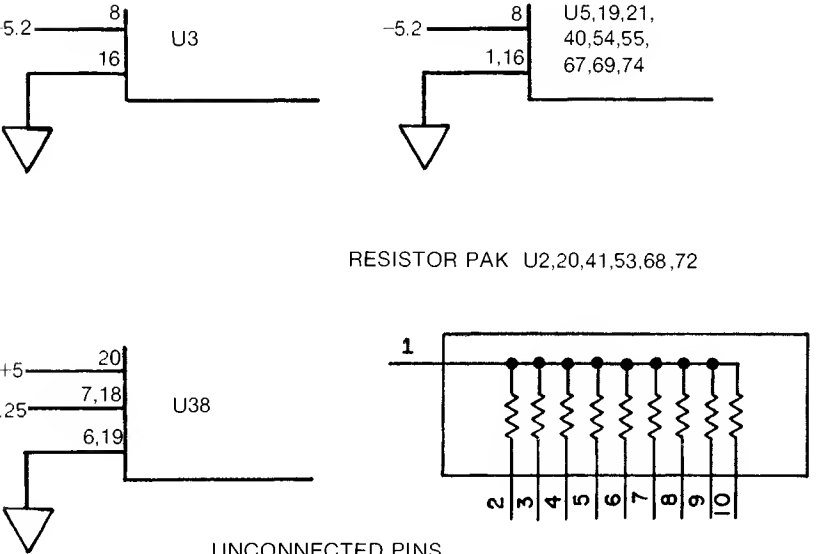 8
-5.2
U3
16
8
U5,19,21,
-5.2
40,54,55,
1,16
67,69,74
RESISTOR PAK U2,20,41,53,68,72
1
20
+5
7,18
.25
U38
6,19
2 3 4 5 6 7 8 9 10
UNCONNECTED PINS